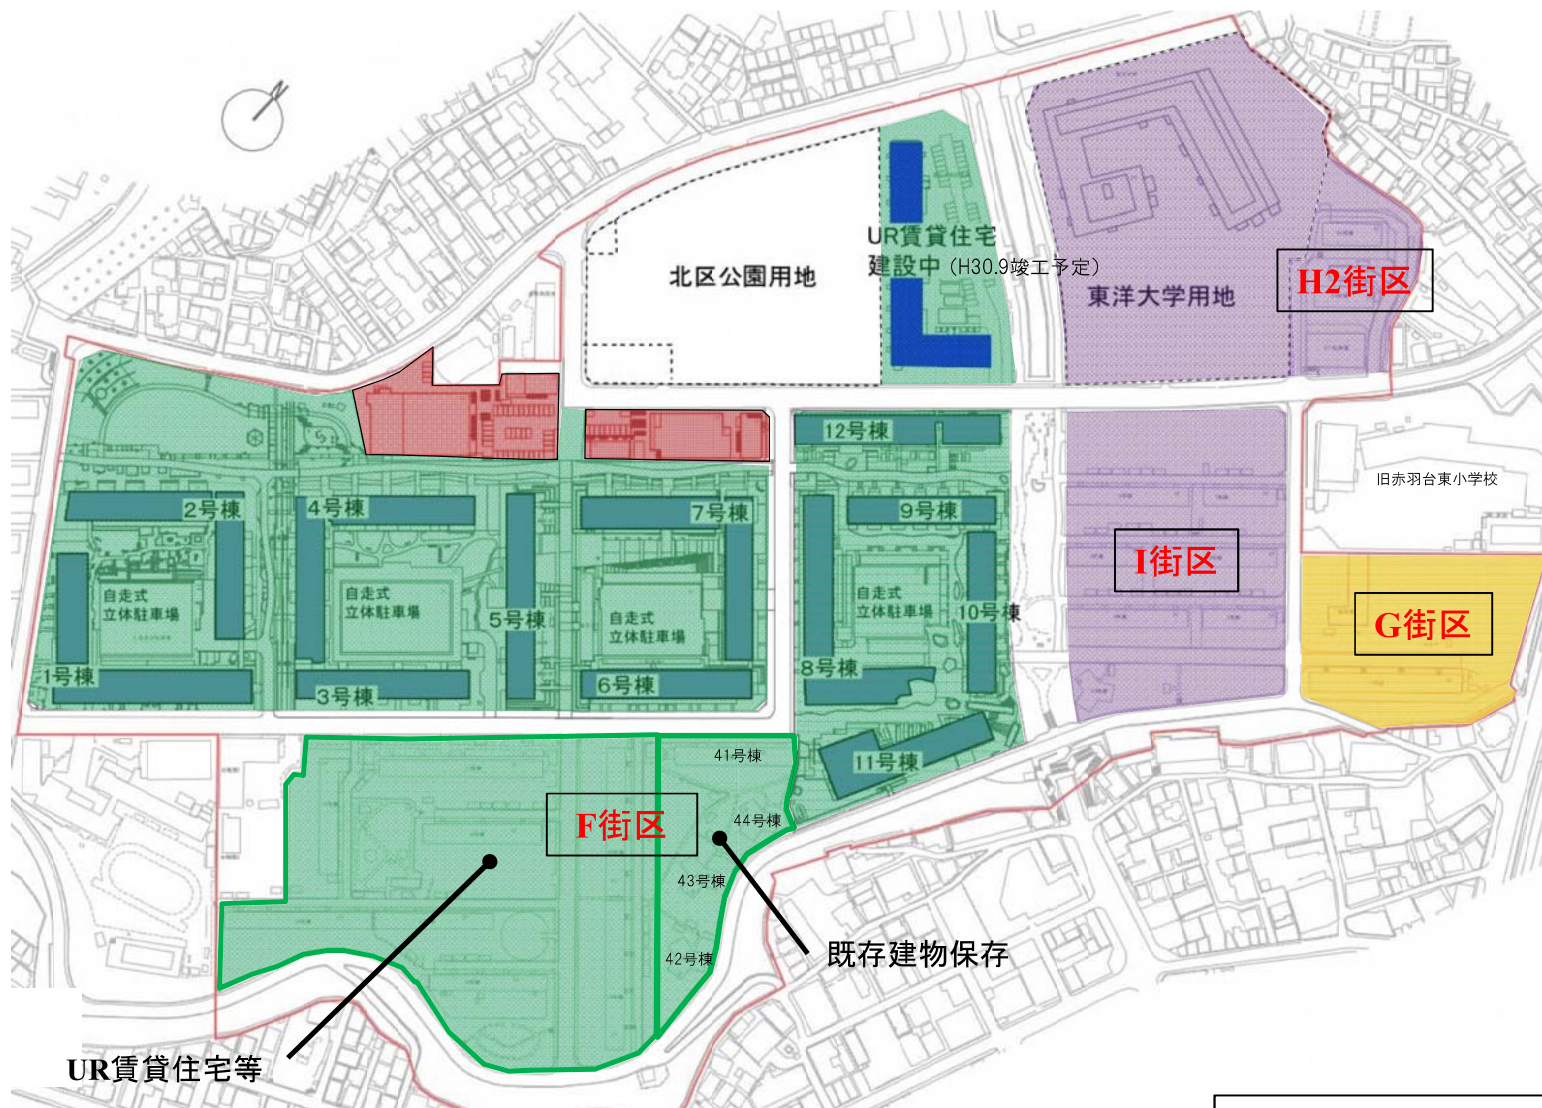 北区公園用地
UR賃貸住宅
建設中（H30.9竣工予定）
東洋大学用地
H2街区
12号棟
旧赤羽台東小学校
2号棟
4号棟
7号棟
9号棟
I街区
自走式
立体駐車場
自走式
立体駐車場
5号棟
自走式
立体駐車場
自走式
立体駐車場
10号棟
G街区
1号棟
3号棟
6号棟
8号棟
11号棟
41号棟
F街区
44号棟
43号棟
42号棟
既存建物保存
UR賃貸住宅等